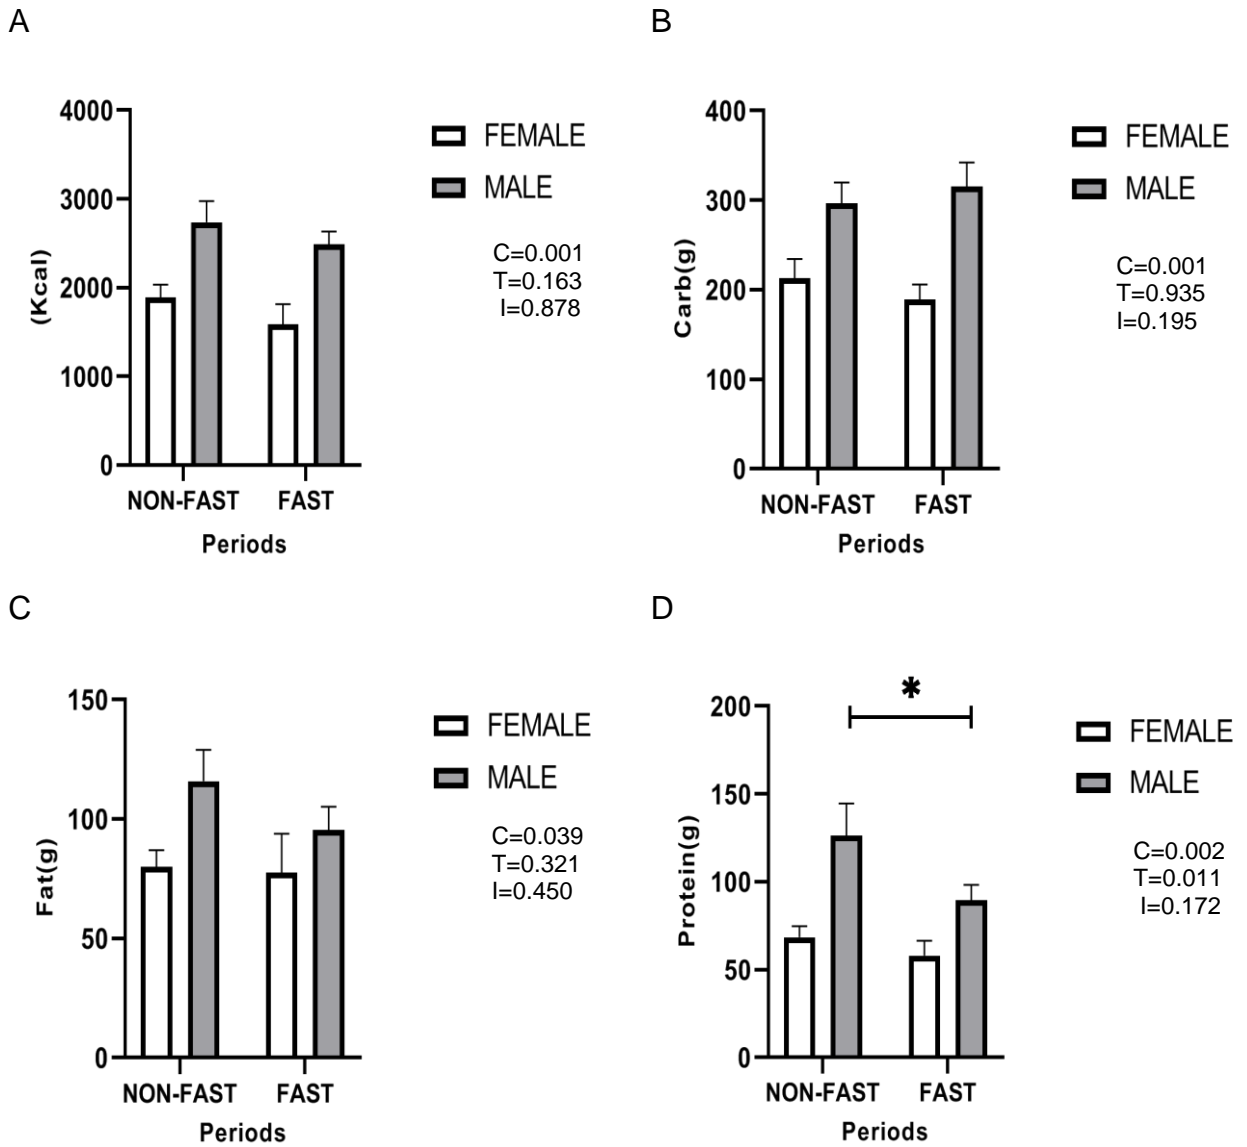 A
4000
3000
2000
1000
0
(Kcal)
NON-FAST FAST
Periods
FEMALE
MALE
C=0.001
T=0.163
I=0.878
B
400
300
200
100
0
Carb(g)
NON-FAST FAST
Periods
FEMALE
MALE
C=0.001
T=0.935
I=0.195
C
150
100
50
0
Fat(g)
NON-FAST FAST
Periods
FEMALE
MALE
C=0.039
T=0.321
I=0.450
D
200
150
100
50
0
Protein(g)
*
NON-FAST FAST
Periods
FEMALE
MALE
C=0.002
T=0.011
I=0.172